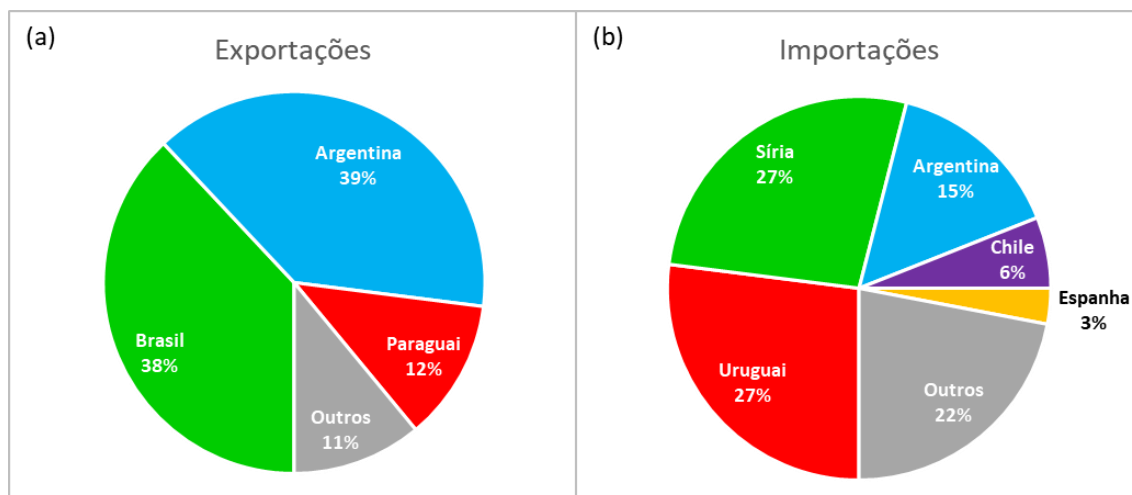 (a)
Exportações
Argentina
39%
Brasil
38%
Paraguai
12%
Outros
11%
(b)
Importações
Síria
27%
Argentina
15%
Chile
6%
Espanha
3%
Uruguai
27%
Outros
22%